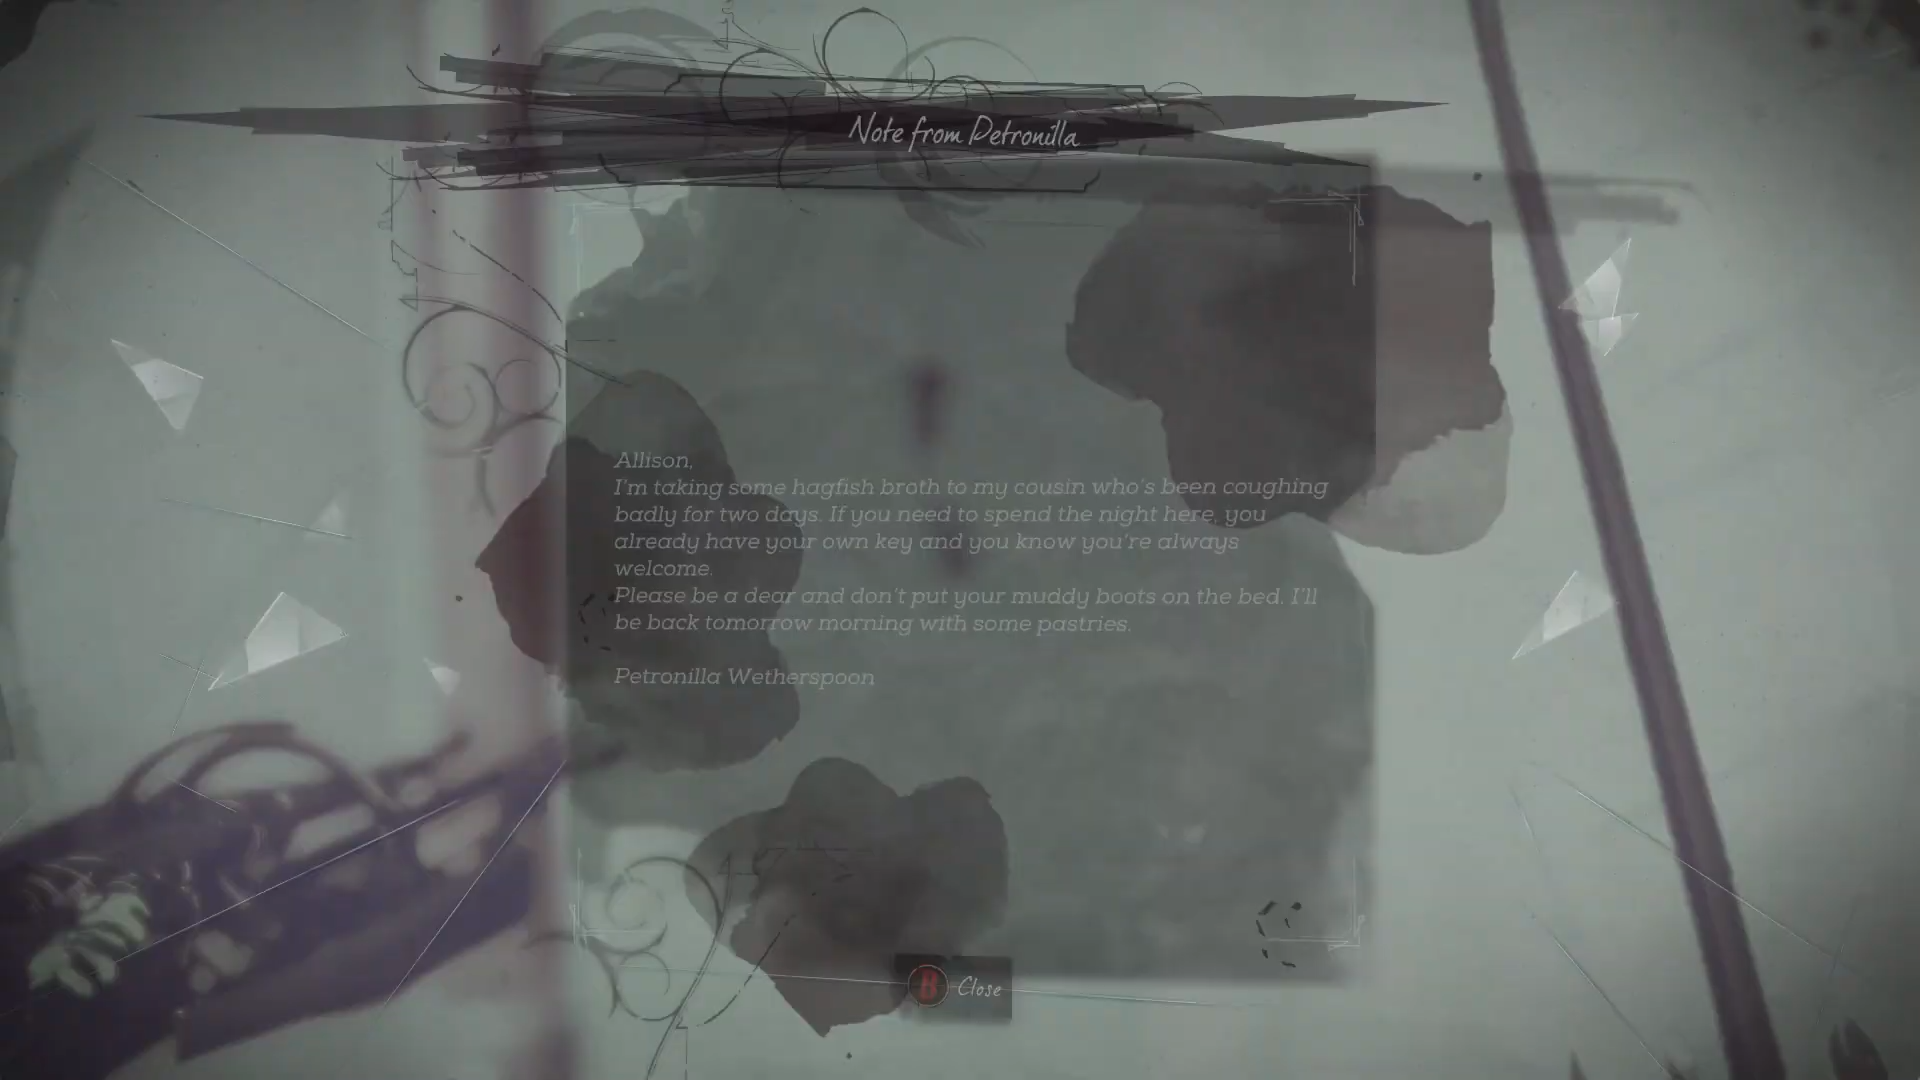 Note from Petronilla
Allison,
I'm taking some hagfish broth to my cousin who's been coughing
badly for two days. If you need to spend the night here, you
already have your own key and you know you're always
welcome.
Please be a dear and don't put your muddy boots on the bed. I'll
be back tomorrow morning with some pastries.
Petronilla Wetherspoon
B Close